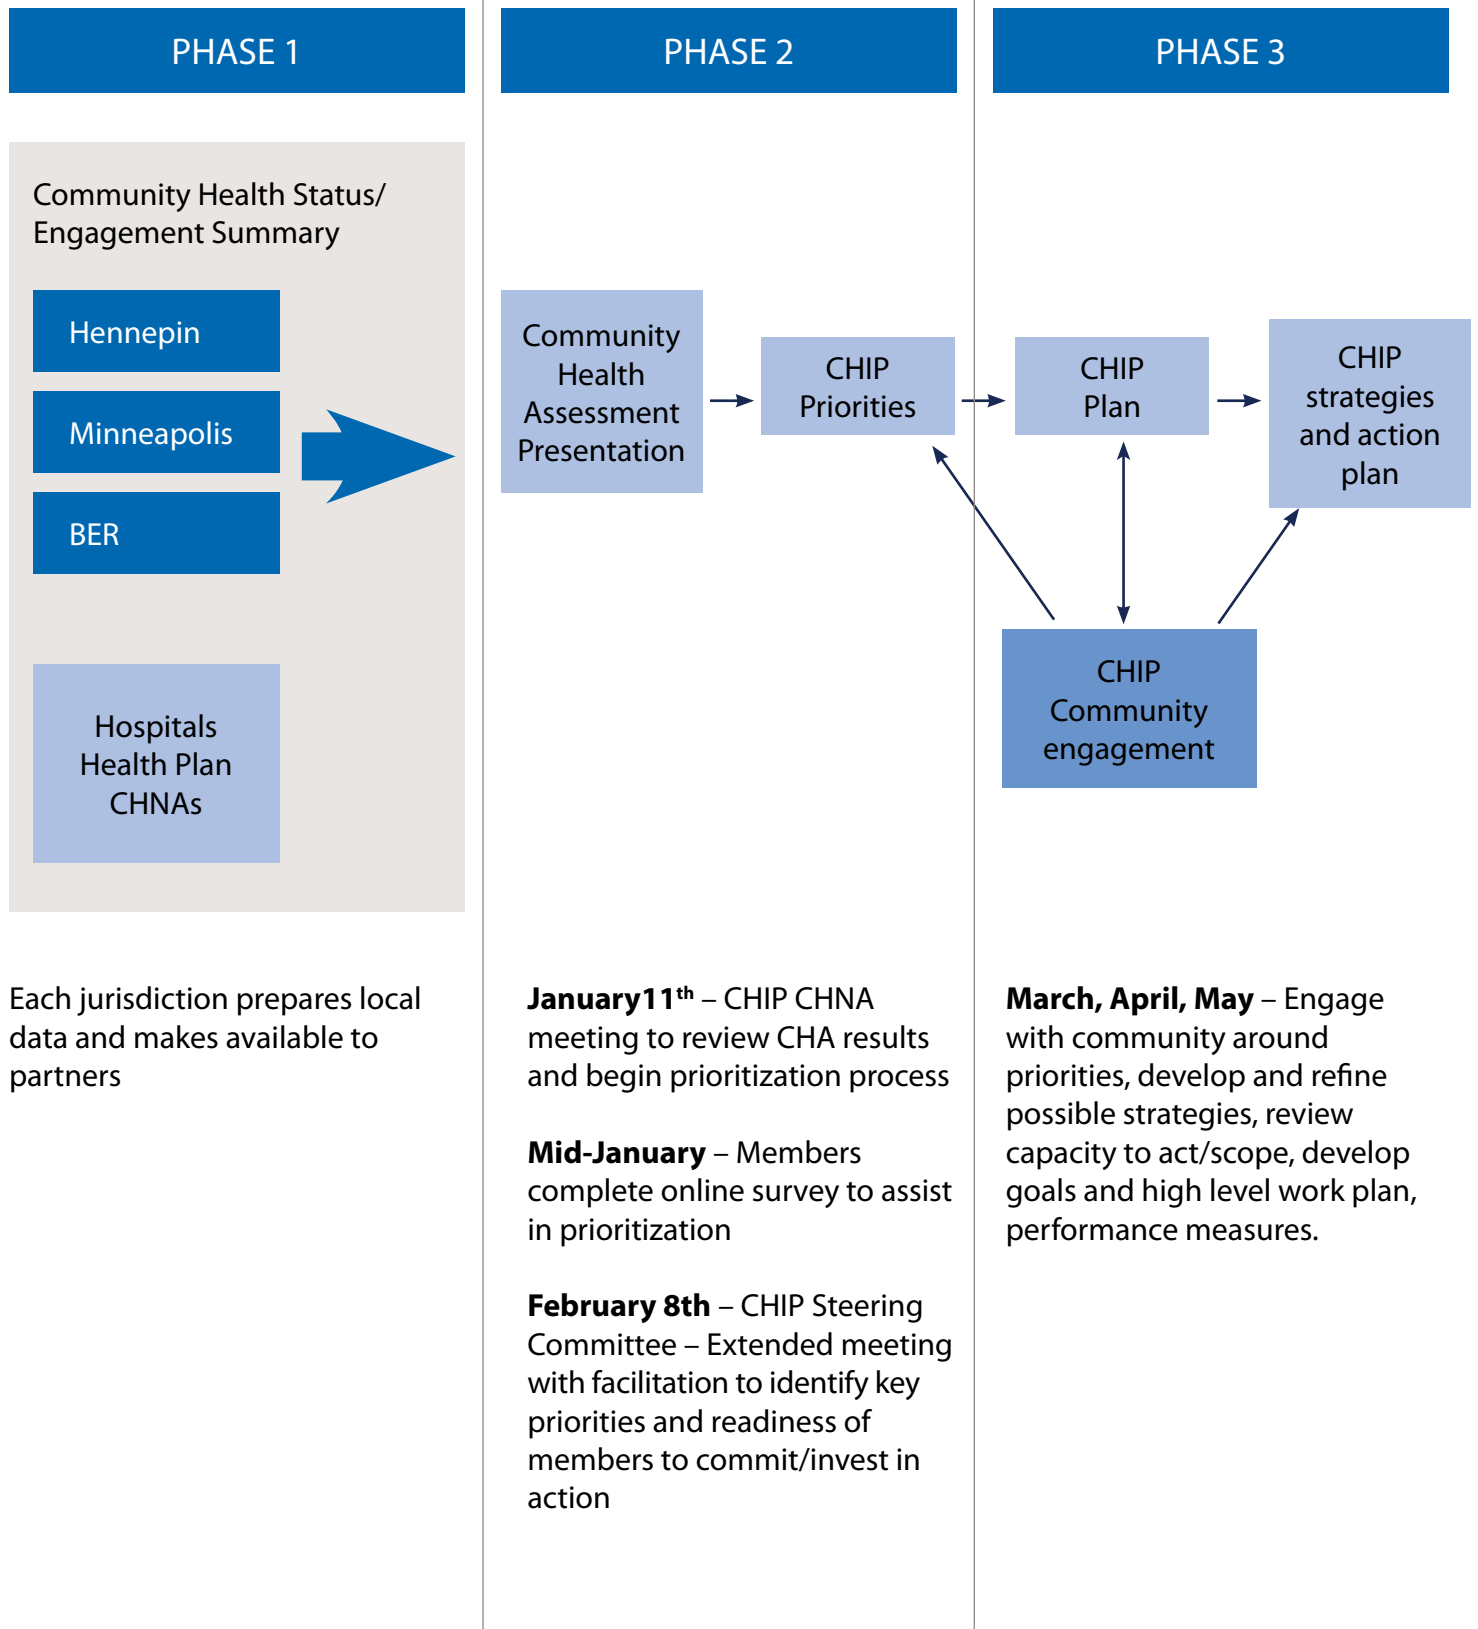 PHASE 1
Community Health Status/
Engagement Summary
Hennepin
Minneapolis
BER
Hospitals
Health Plan
CHNAs
Each jurisdiction prepares local
data and makes available to
partners
PHASE 2
Community
Health
Assessment
Presentation
CHIP
Priorities
January11th – CHIP CHNA
meeting to review CHA results
and begin prioritization process
Mid-January – Members
complete online survey to assist
in prioritization
February 8th – CHIP Steering
Committee – Extended meeting
with facilitation to identify key
priorities and readiness of
members to commit/invest in
action
PHASE 3
CHIP
Plan
CHIP
strategies
and action
plan
CHIP
Community
engagement
March, April, May – Engage
with community around
priorities, develop and refine
possible strategies, review
capacity to act/scope, develop
goals and high level work plan,
performance measures.